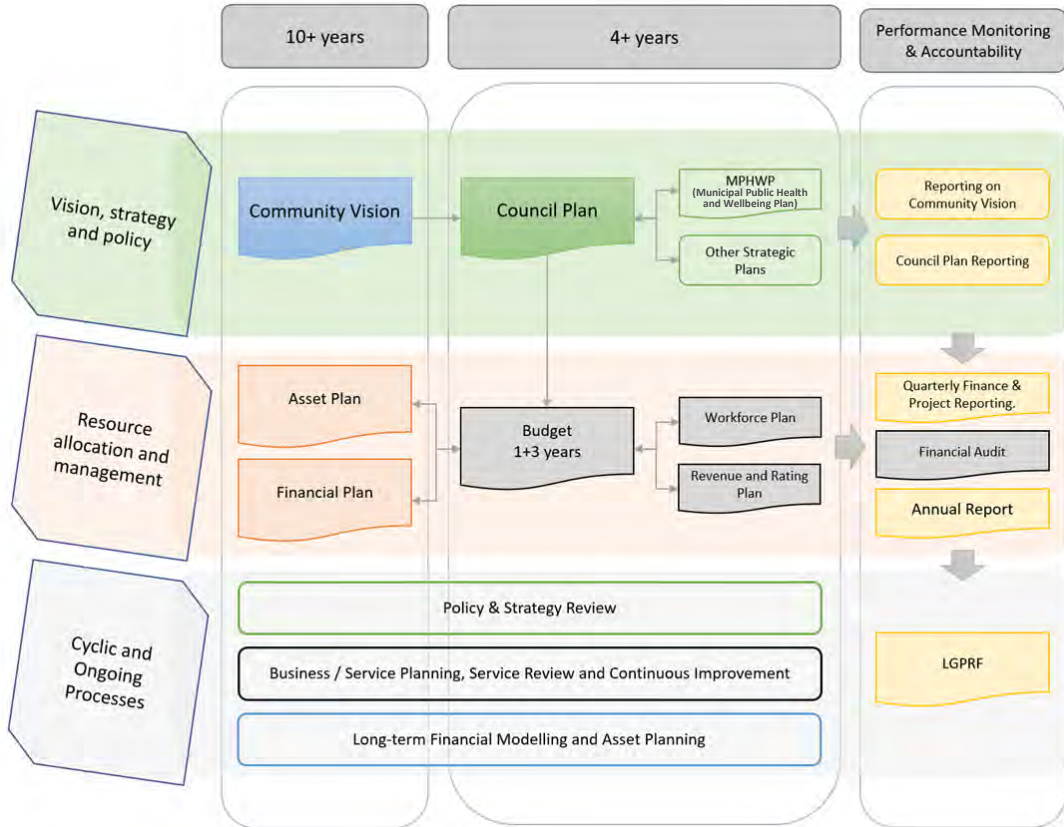 10+ years
4+ years
Performance Monitoring
& Accountability
Vision, strategy
and policy
Community Vision
Council Plan
MPHWP
(Municipal Public Health
and Wellbeing Plan)
Other Strategic
Plans
Reporting on
Community Vision
Council Plan Reporting
Resource
allocation and
management
Asset Plan
Financial Plan
Budget
1+3 years
Workforce Plan
Revenue and Rating
Plan
Quarterly Finance &
Project Reporting.
Financial Audit
Annual Report
Cyclic and
Ongoing
Processes
Policy & Strategy Review
Business / Service Planning, Service Review and Continuous Improvement
Long-term Financial Modelling and Asset Planning
LGPRF